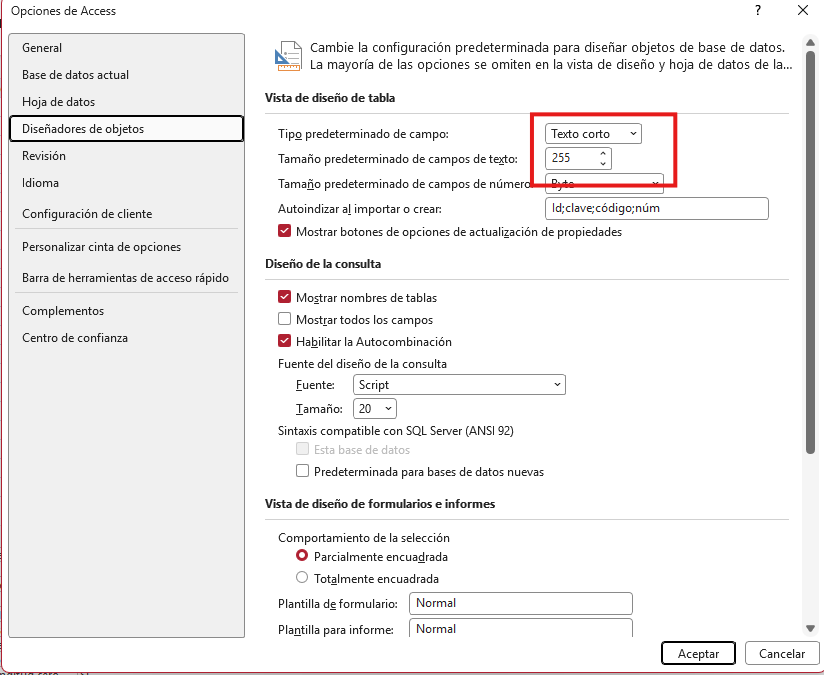 Opciones de Access
?
General
Base de datos actual
Hoja de datos
Diseñadores de objetos
Revisión
Idioma
Configuración de cliente
Personalizar cinta de opciones
Barra de herramientas de acceso rápido
Complementos
Centro de confianza
Cambie la configuración predeterminada para diseñar objetos de base de datos.
La mayoría de las opciones se omiten en la vista de diseño y hoja de datos de la...
Vista de diseño de tabla
Tipo predeterminado de campo: Texto corto
Tamaño predeterminado de campos de texto: 255
Tamaño predeterminado de campos de número: Byte
Autoindizar al importar o crear: Id;clave;código;núm
Mostrar botones de opciones de actualización de propiedades
Diseño de la consulta
Mostrar nombres de tablas
Mostrar todos los campos
Habilitar la Autocombinación
Fuente del diseño de la consulta
Fuente: Script
Tamaño: 20
Sintaxis compatible con SQL Server (ANSI 92)
Esta base de datos
Predeterminada para bases de datos nuevas
Vista de diseño de formularios e informes
Comportamiento de la selección
Parcialmente encuadrada
Totalmente encuadrada
Plantilla de formulario: Normal
Plantilla para informe: Normal
Aceptar Cancelar